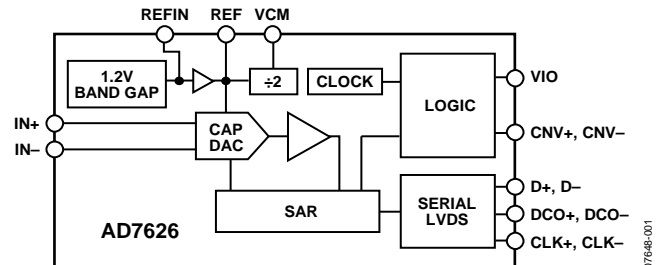 REFIN REF VCM
1.2V
BAND GAP
÷2
CLOCK
LOGIC
VIO
IN+
IN–
CAP
DAC
CNV+, CNV–
SAR
SERIAL
LVDS
D+, D–
DCO+, DCO–
CLK+, CLK–
AD7626
07648-001